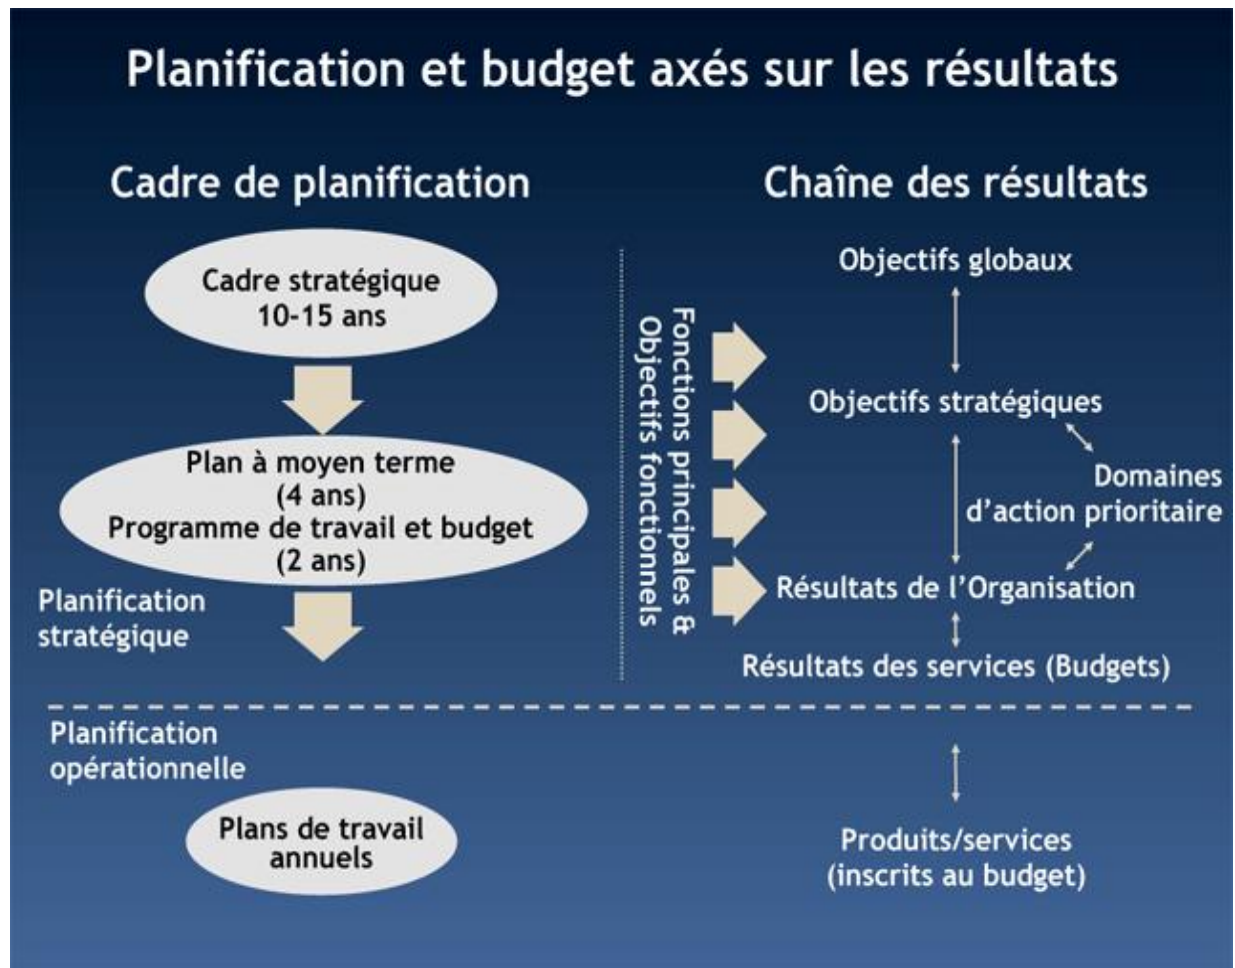 Planification et budget axés sur les résultats
Cadre de planification
Cadre stratégique
10-15 ans
Plan à moyen terme
(4 ans)
Programme de travail et budget
(2 ans)
Planification
stratégique
Planification
opérationnelle
Plans de travail
annuels
Fonctions principales &
Objectifs fonctionnels
Chaîne des résultats
Objectifs globaux
Objectifs stratégiques
Domaines
d'action prioritaire
Résultats de l'Organisation
Résultats des services (Budgets)
Produits/services
(inscrits au budget)